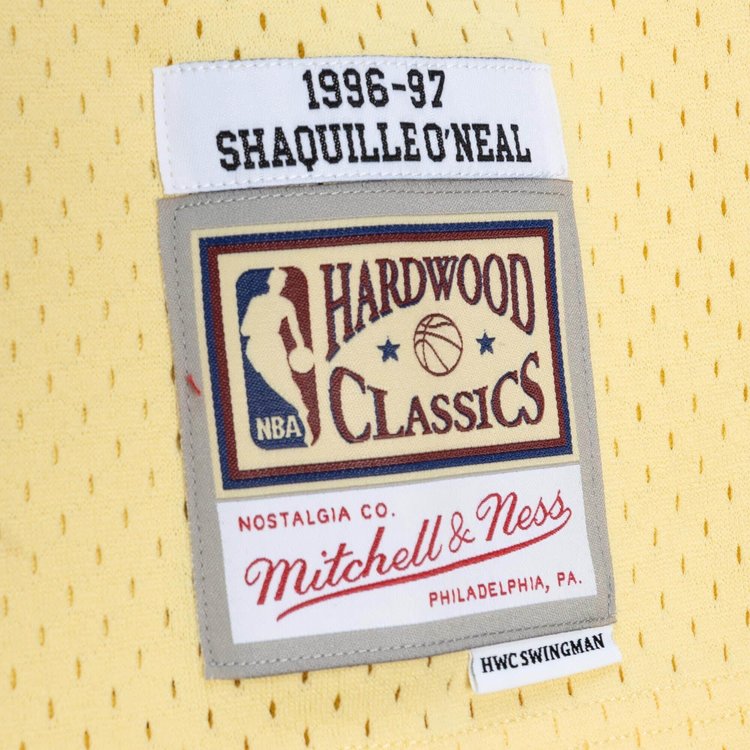 1996-97
SHAQUILLE O'NEAL
HARDWOOD
CLASSICS
NBA
NOSTALGIA CO.
Mitchell & Ness
PHILADELPHIA, PA.
HWC SWINGMAN